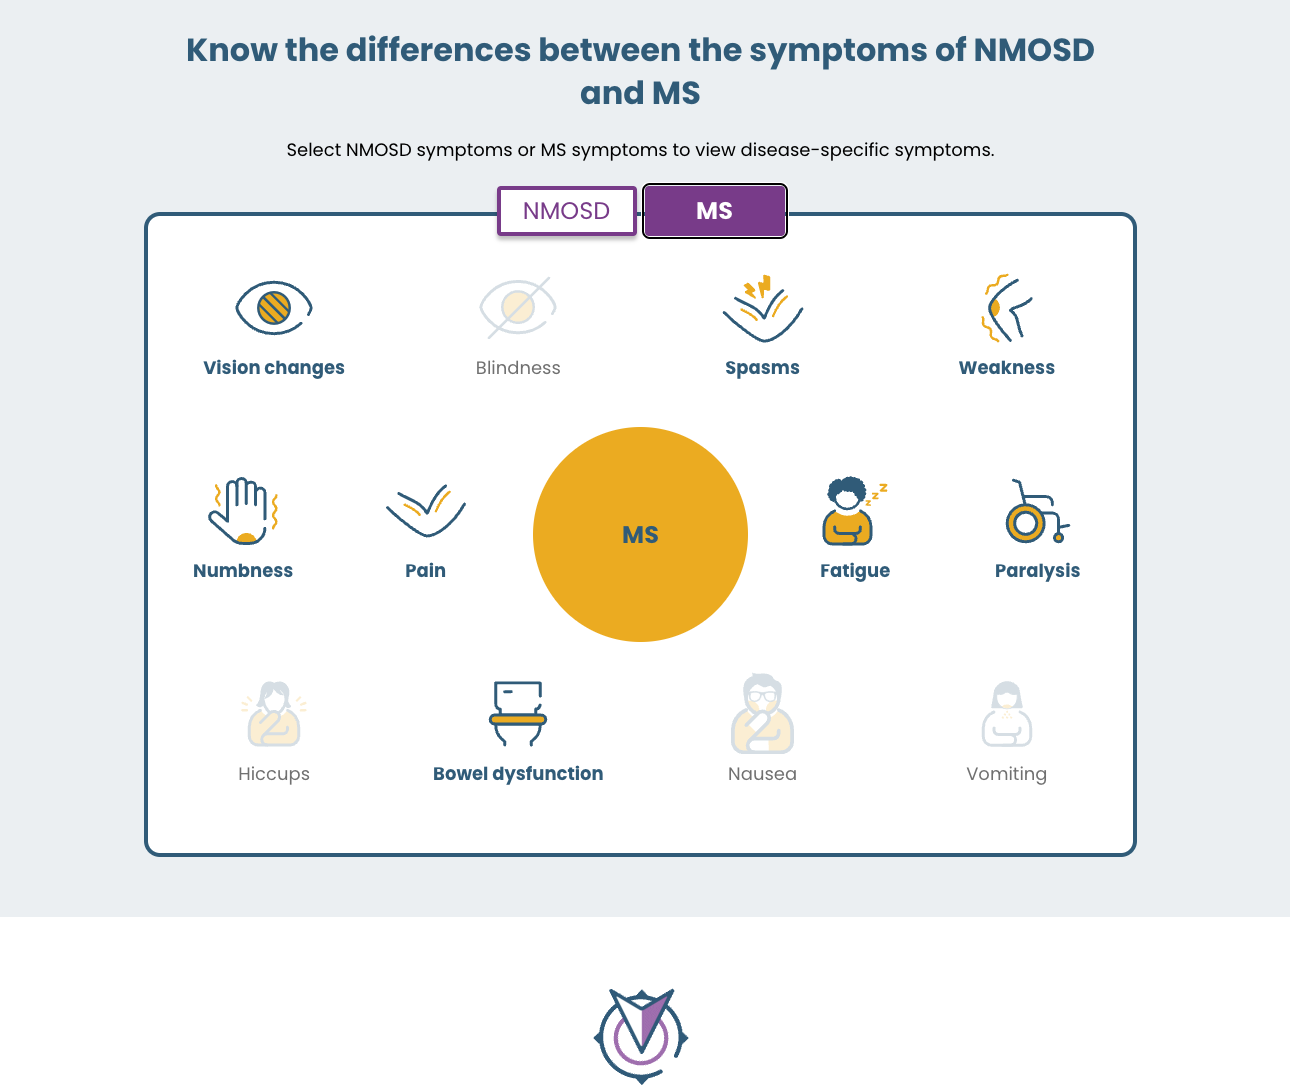 Know the differences between the symptoms of NMOSD
and MS
Select NMOSD symptoms or MS symptoms to view disease-specific symptoms.
NMOSD
MS
Vision changes
Blindness
Spasms
Weakness
z z z
Numbness
Pain
MS
Fatigue
Paralysis
Hiccups
Bowel dysfunction
Nausea
Vomiting